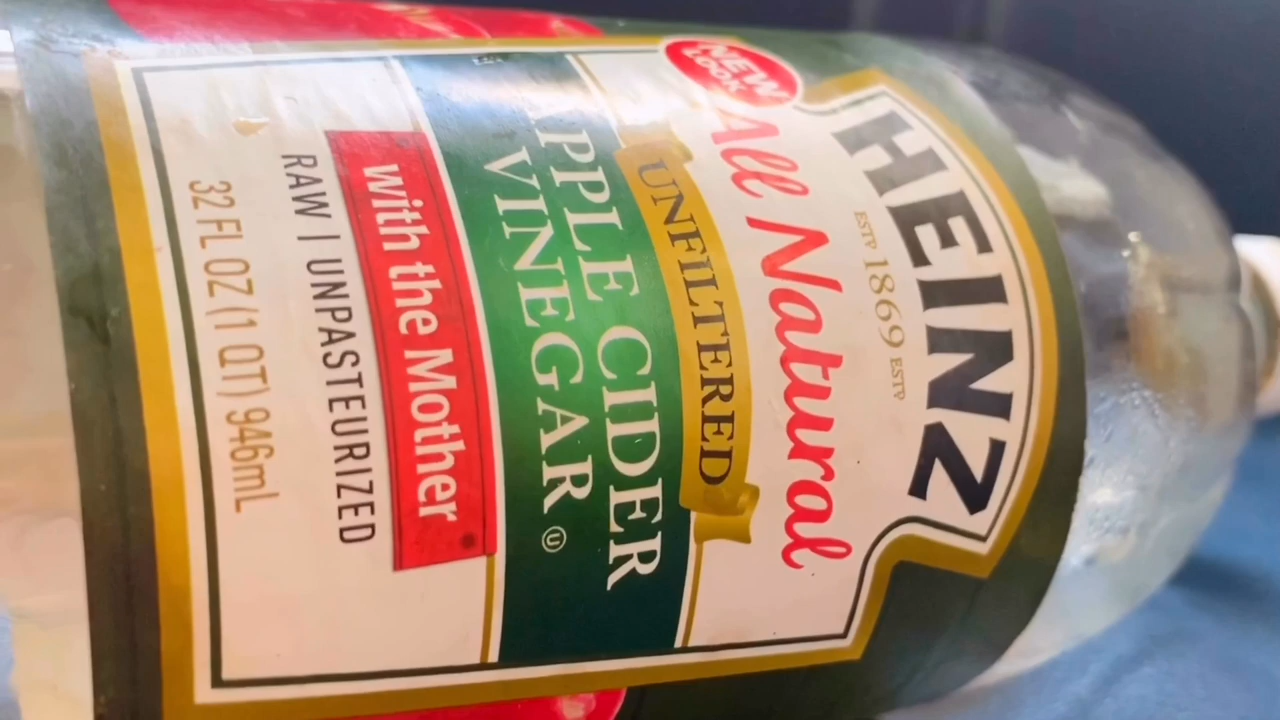 NEW
LOOK
HEINZ
ESTD 1869 ESTD
All Natural
UNFILTERED
APPLE CIDER
VINEGAR Ⓤ
with the Mother
RAW | UNPASTEURIZED
32 FL OZ (1 QT) 946mL